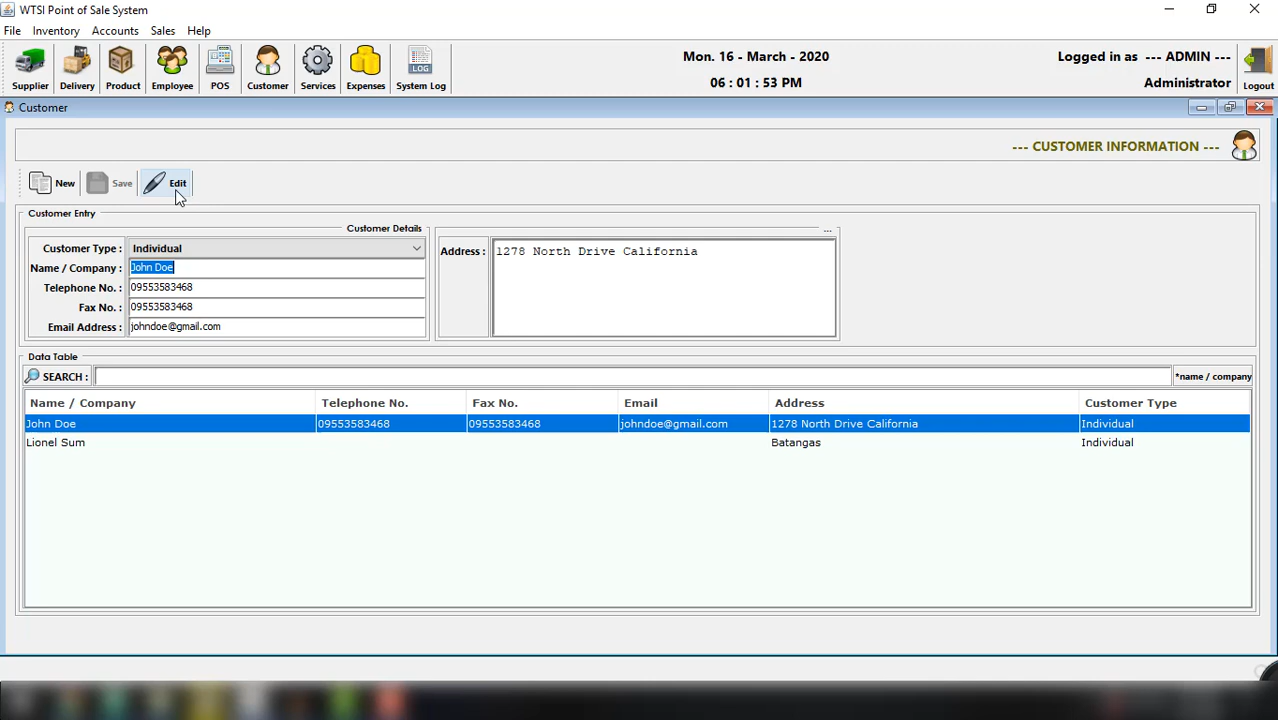 WTSI Point of Sale System
File Inventory Accounts Sales Help
Supplier Delivery Product Employee POS Customer Services Expenses LOG System Log
Mon. 16 - March - 2020
06 : 01 : 53 PM
Logged in as --- ADMIN ---
Administrator
Logout
Customer
--- CUSTOMER INFORMATION ---
New Save Edit
Customer Entry
Customer Details
Customer Type : Individual
Name / Company : John Doe
Telephone No. : 09553583468
Fax No. : 09553583468
Email Address : johndoe@gmail.com
...
Address : 1278 North Drive California
Data Table
SEARCH : *name / company
Name / Company Telephone No. Fax No. Email Address Customer Type
John Doe 09553583468 09553583468 johndoe@gmail.com 1278 North Drive California Individual
Lionel Sum Batangas Individual